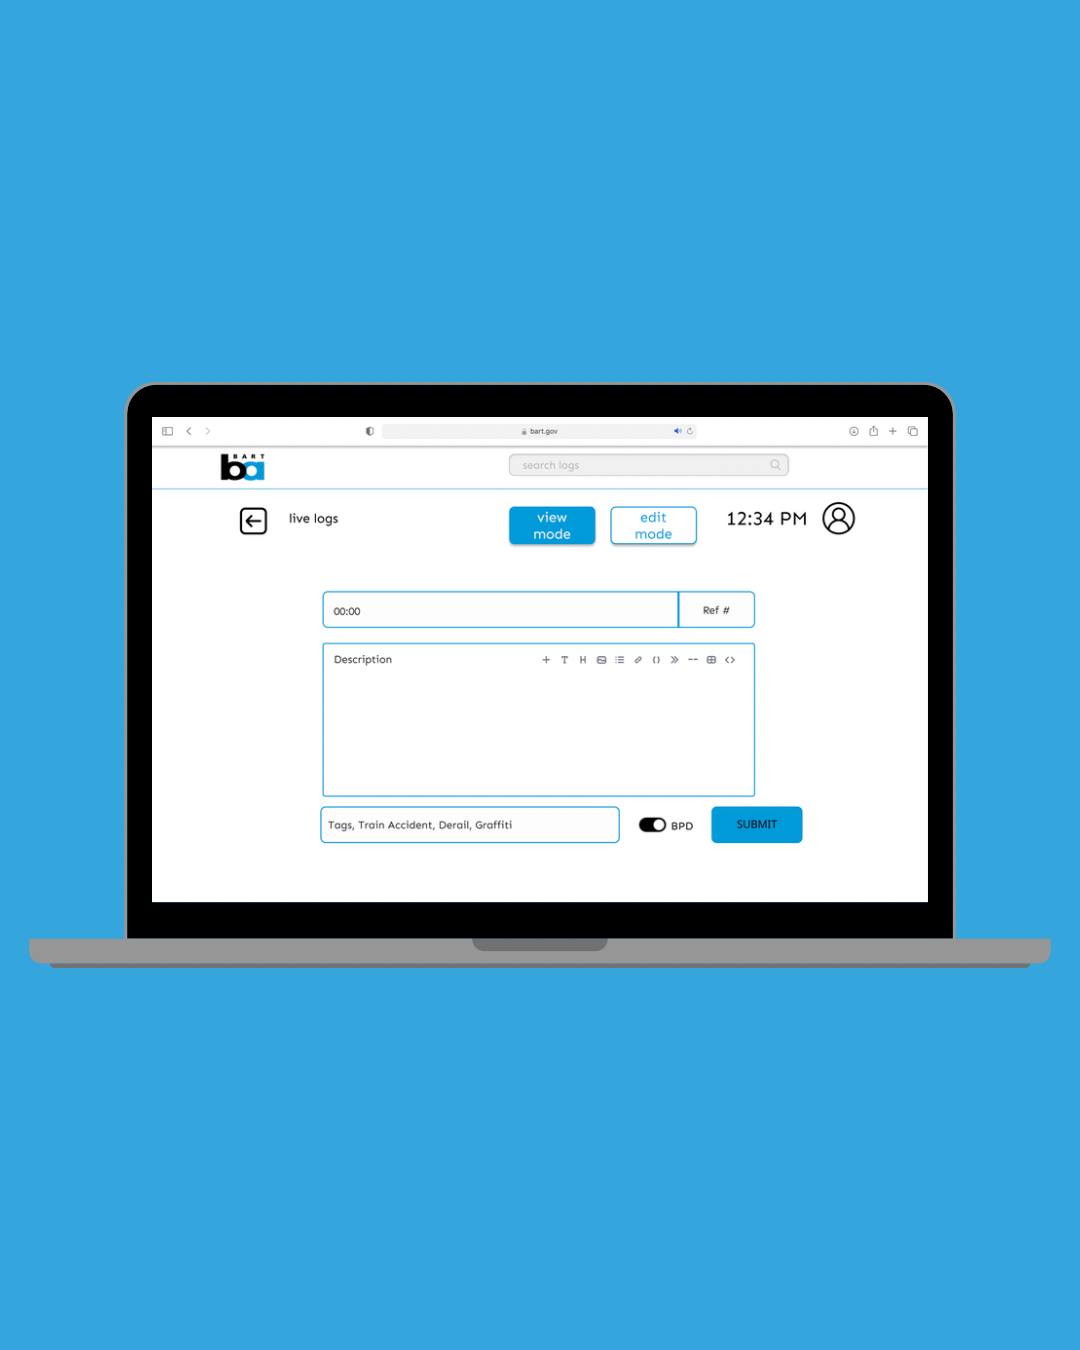 bart.gov
BART
ba
search logs
live logs
view
mode
edit
mode
12:34 PM
00:00
Ref #
Description
Tags, Train Accident, Derail, Graffiti
BPD
SUBMIT